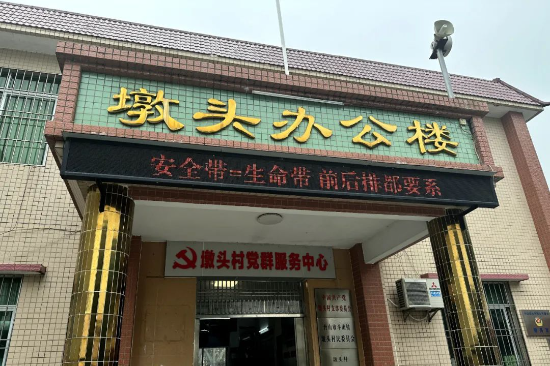 墩头办公楼
安全带=生命带 前后排都要系
墩头村党群服务中心